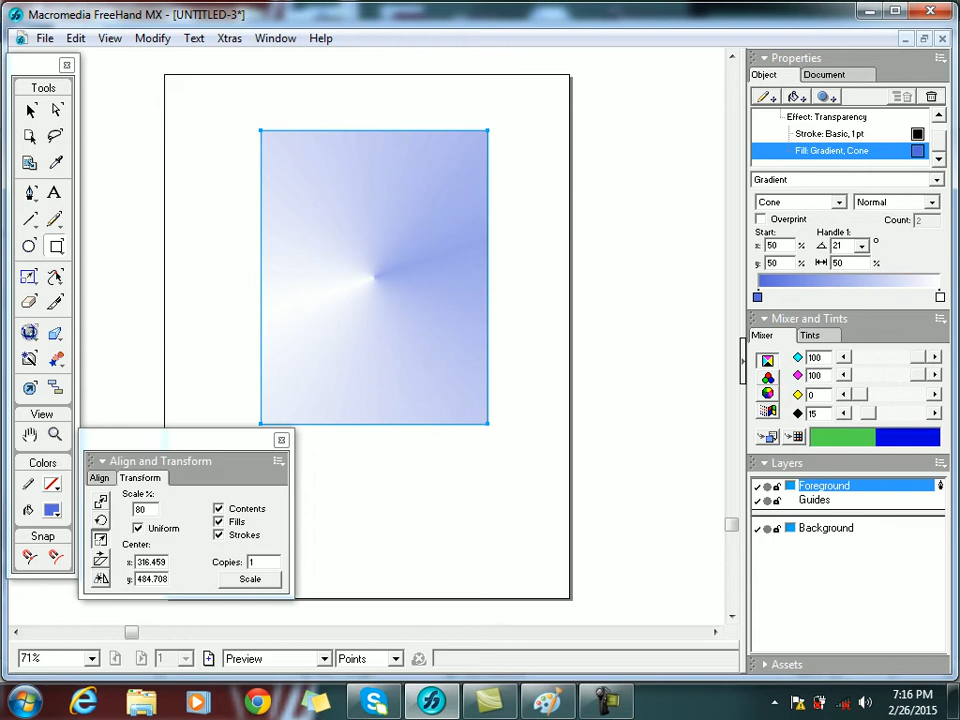 Macromedia FreeHand MX - [UNTITLED-3*]
File Edit View Modify Text Xtras Window Help
Tools
View
Colors
Snap
Align and Transform
Align Transform
Scale %:
80
Uniform
Center:
x: 316.459
y: 484.708
Contents
Fills
Strokes
Copies: 1
Scale
71%
1
Preview
Points
Properties
Object Document
Effect: Transparency
Stroke: Basic, 1pt
Fill: Gradient, Cone
Gradient
Cone Normal
Overprint Count: 2
Start: Handle 1:
x: 50 % 21 °
y: 50 % 50 %
Mixer and Tints
Mixer Tints
100
100
0
15
Layers
Foreground
Guides
Background
Assets
7:16 PM
2/26/2015